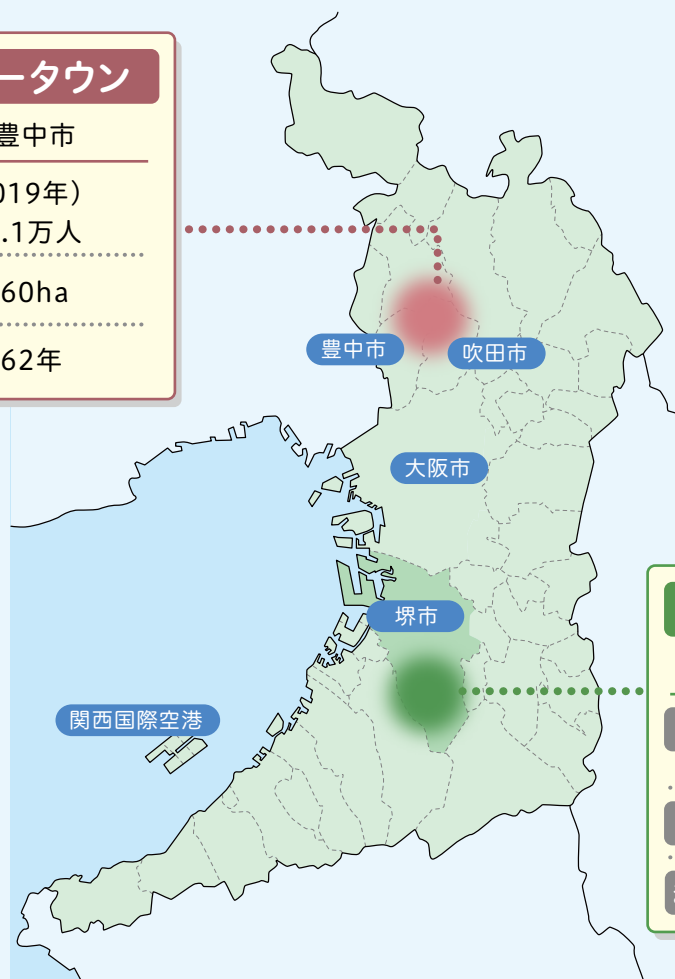 ータウン
豊中市
019年）
.1万人
60ha
62年
豊中市
吹田市
大阪市
堺市
関西国際空港